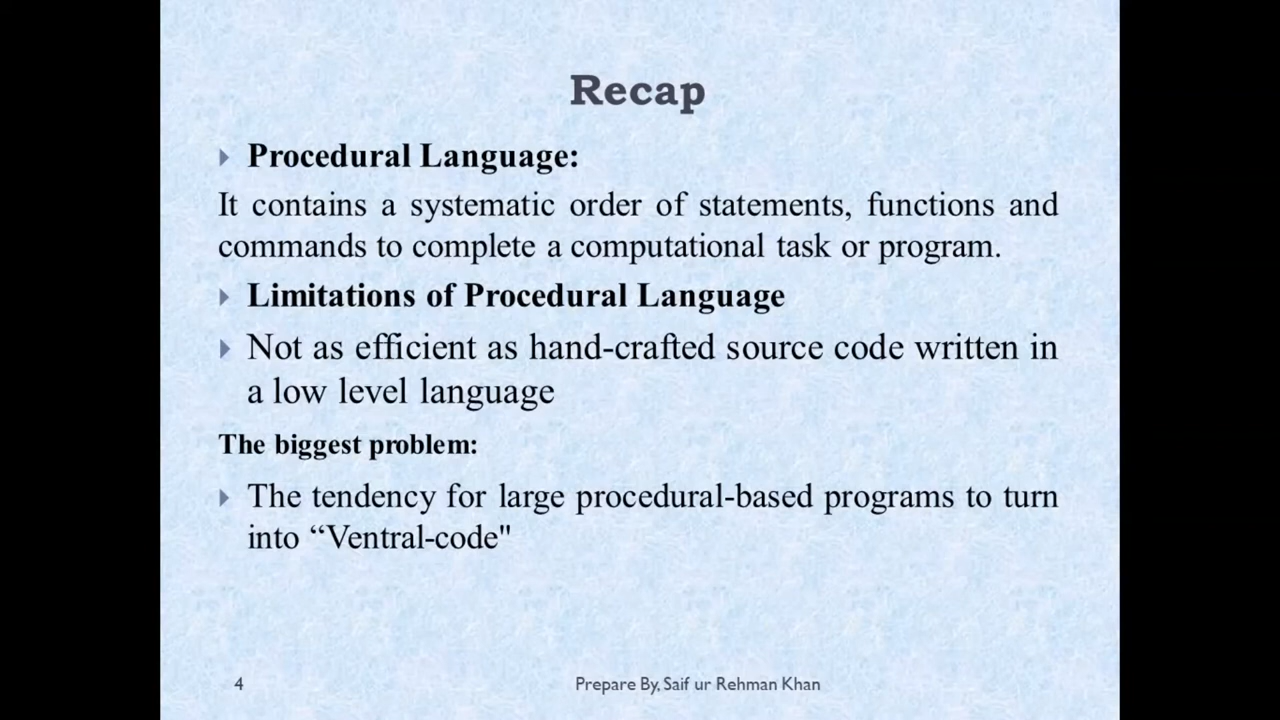 Recap
Procedural Language:
It contains a systematic order of statements, functions and
commands to complete a computational task or program.
Limitations of Procedural Language
Not as efficient as hand-crafted source code written in
a low level language
The biggest problem:
The tendency for large procedural-based programs to turn
into “Ventral-code"
4
Prepare By, Saif ur Rehman Khan